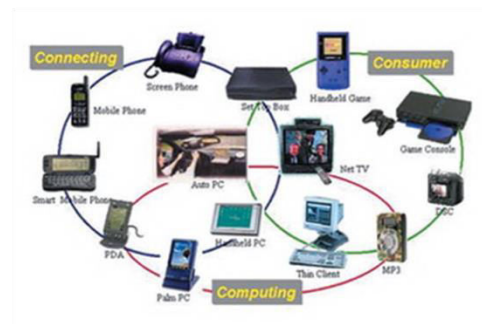 Connecting
Consumer
Screen Phone
Set Top Box
Handheld Game
Mobile Phone
Game Console
Auto PC
Net TV
Smart Mobile Phone
DSC
PDA
Handheld PC
Thin Client
MP3
Palm PC
Computing